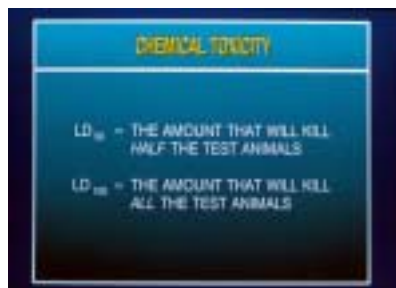 CHEMICAL TOXICITY
LD50 = THE AMOUNT THAT WILL KILL
HALF THE TEST ANIMALS
LD100 = THE AMOUNT THAT WILL KILL
ALL THE TEST ANIMALS